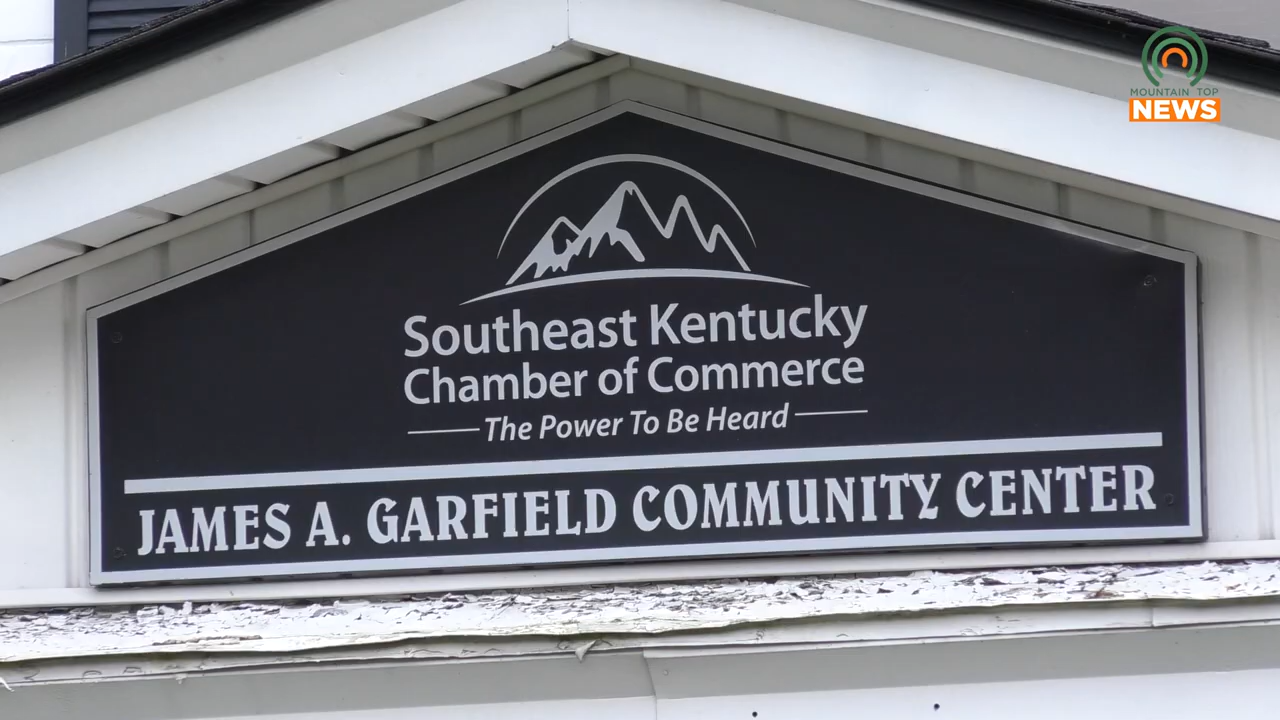 MOUNTAIN TOP
NEWS
Southeast Kentucky
Chamber of Commerce
The Power To Be Heard
JAMES A. GARFIELD COMMUNITY CENTER